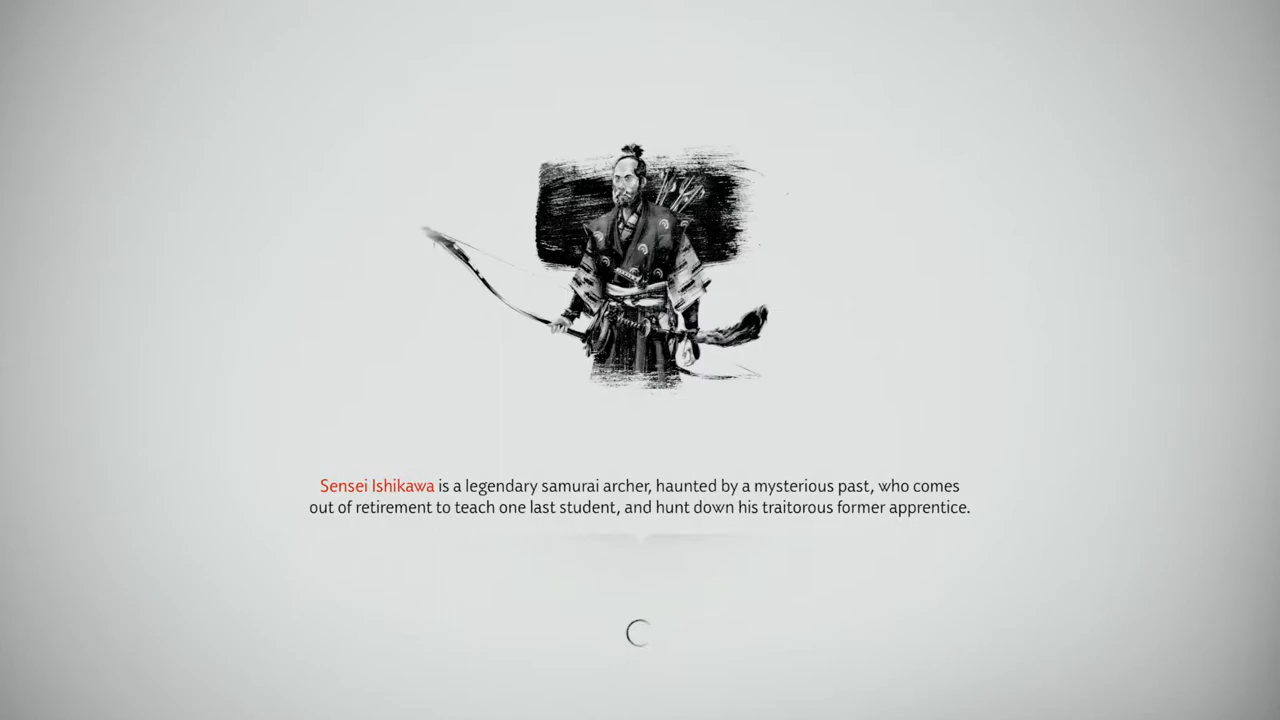 Sensei Ishikawa is a legendary samurai archer, haunted by a mysterious past, who comes
out of retirement to teach one last student, and hunt down his traitorous former apprentice.